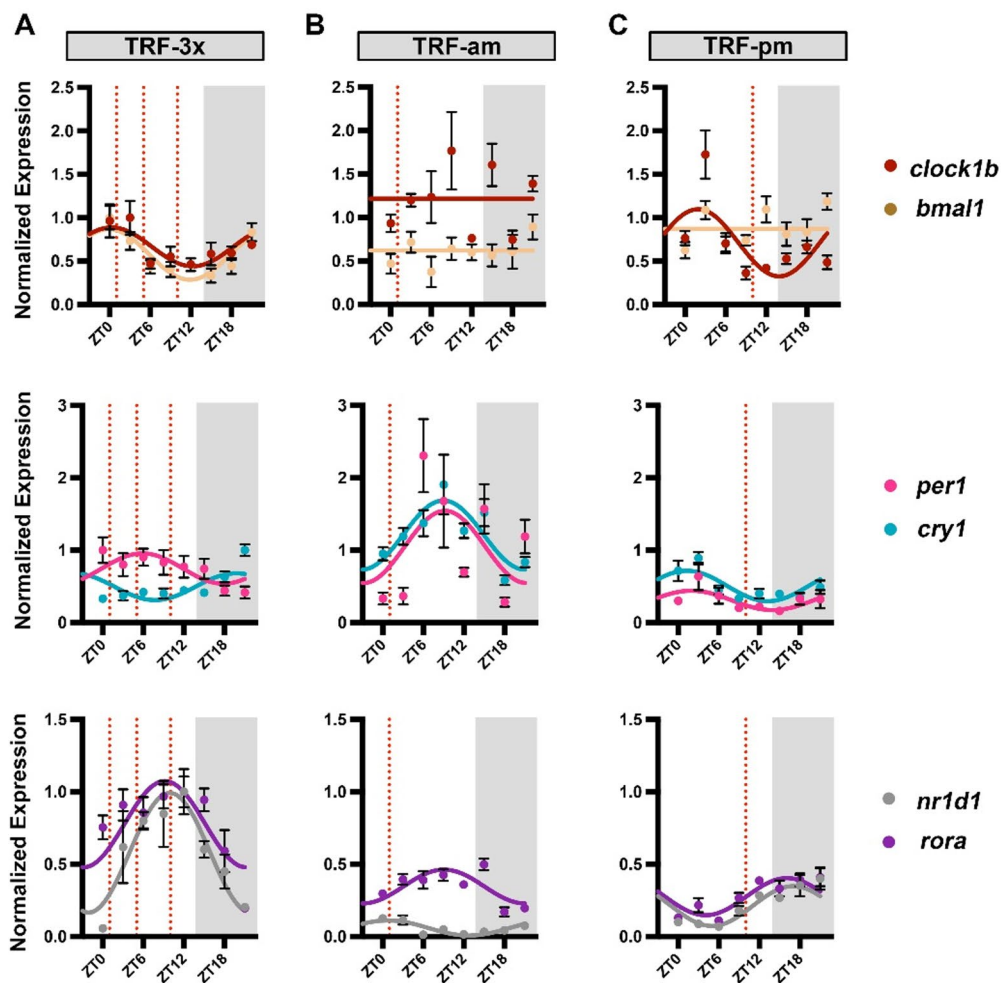 A
B
C
TRF-3x
TRF-am
TRF-pm
Normalized Expression
2.5
2.0
1.5
1.0
0.5
0.0
ZT0
ZT6
ZT12
ZT18
2.5
2.0
1.5
1.0
0.5
0.0
ZT0
ZT6
ZT12
ZT18
2.5
2.0
1.5
1.0
0.5
0.0
ZT0
ZT6
ZT12
ZT18
clock1b
bmal1
Normalized Expression
3
2
1
0
ZT0
ZT6
ZT12
ZT18
3
2
1
0
ZT0
ZT6
ZT12
ZT18
3
2
1
0
ZT0
ZT6
ZT12
ZT18
per1
cry1
Normalized Expression
1.5
1.0
0.5
0.0
ZT0
ZT6
ZT12
ZT18
1.5
1.0
0.5
0.0
ZT0
ZT6
ZT12
ZT18
1.5
1.0
0.5
0.0
ZT0
ZT6
ZT12
ZT18
nr1d1
rora